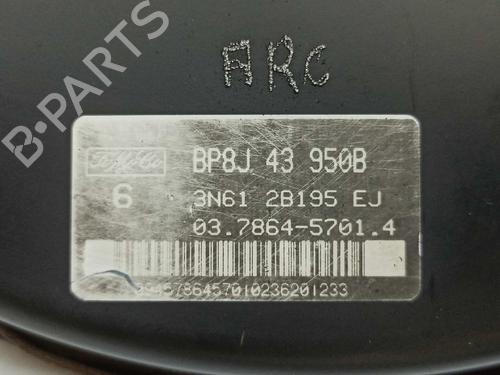 B-PARTS
ARC
BP8J 43 950B
6
3N61 2B195 EJ
03.7864-5701.4